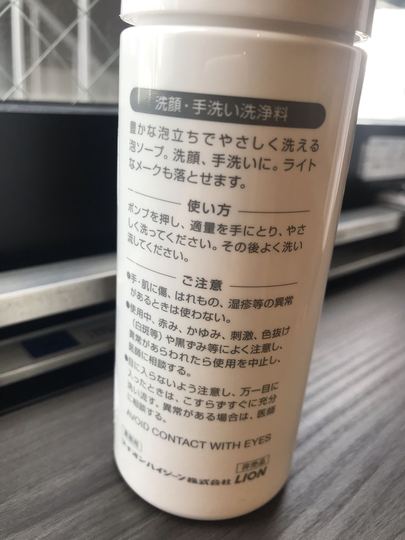 洗顔・手洗い洗浄料
豊かな泡立ちでやさしく洗える
泡ソープ。洗顔、手洗いに。ライト
なメークも落とせます。
使い方
ポンプを押し、適量を手にとり、やさ
しく洗ってください。その後よく洗い
流してください。
ご注意
●手・肌に傷、はれもの、湿疹等の異常
があるときは使わない。
●使用中、赤み、かゆみ、刺激、色抜け
(白斑等)や黒ずみ等によく注意し、
異常があらわれたら使用を中止し、
医師に相談する。
●目に入らないよう注意し、万一目に
入ったときは、こすらずすぐに充分
洗い流す。異常がある場合は、医師
に相談する。
AVOID CONTACT WITH EYES
業務用
非売品
ライオンハイジーン株式会社 LION